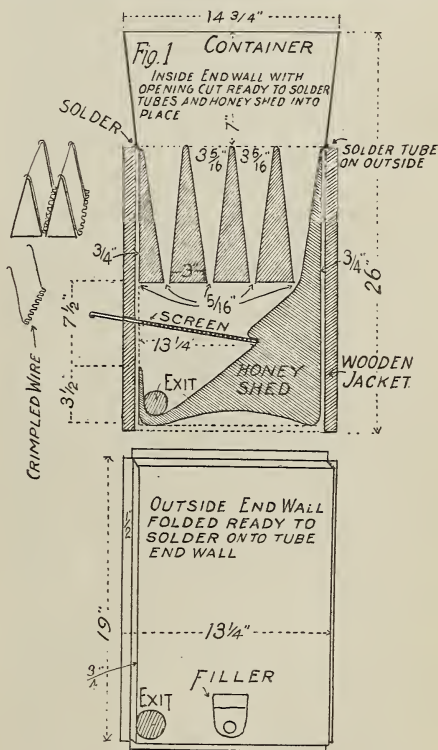 14 3/4"
Fig.1
CONTAINER
INSIDE END WALL WITH
OPENING CUT READY TO SOLDER
TUBES AND HONEY SHED INTO
PLACE
SOLDER
7"
SOLDER TUBE
ON OUTSIDE
3 5/16"
3 5/16"
3/4"
3"
3/4"
26"
5/16"
7 1/2"
SCREEN
13 1/4"
CRIMPLED WIRE
HONEY
SHED
WOODEN
JACKET
3 1/2"
EXIT
1/2"
OUTSIDE END WALL
FOLDED READY TO
SOLDER ON TO TUBE
END WALL
19"
13 1/4"
3/4"
FILLER
EXIT